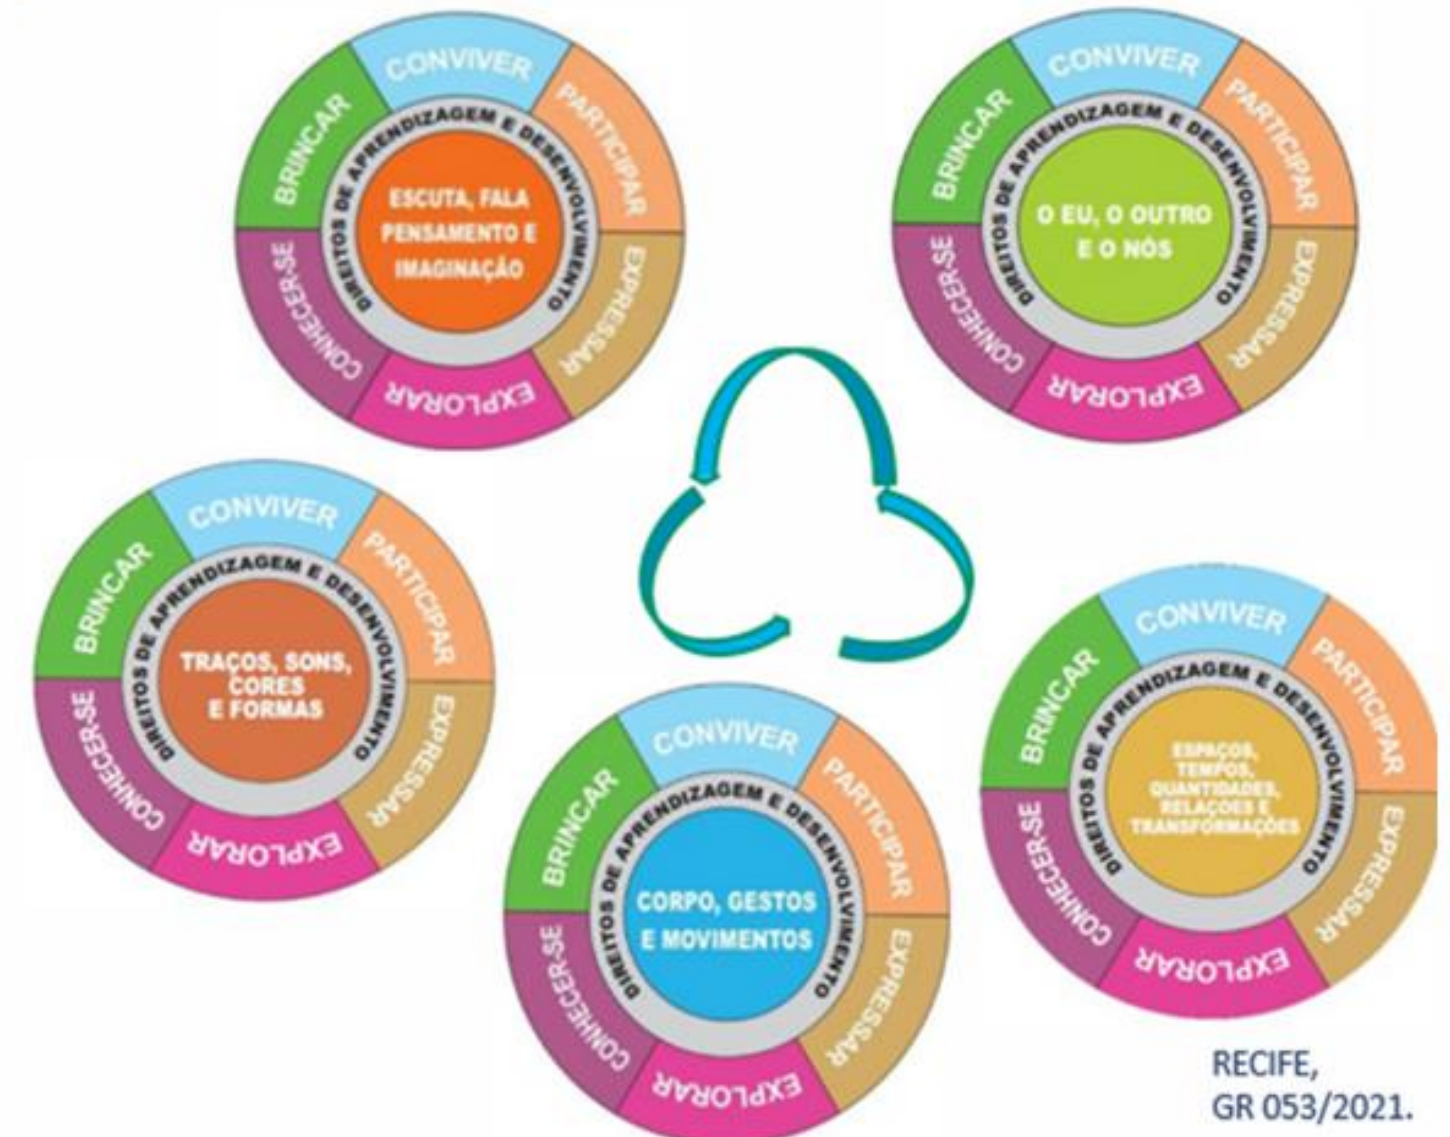 CONVIVER
PARTICIPAR
EXPRESSAR
EXPLORAR
CONHECER-SE
BRINCAR
DIREITOS DE APRENDIZAGEM E DESENVOLVIMENTO
ESCUTA, FALA
PENSAMENTO E
IMAGINAÇÃO
CONVIVER
PARTICIPAR
EXPRESSAR
EXPLORAR
CONHECER-SE
BRINCAR
DIREITOS DE APRENDIZAGEM E DESENVOLVIMENTO
O EU, O OUTRO
E O NÓS
CONVIVER
PARTICIPAR
EXPRESSAR
EXPLORAR
CONHECER-SE
BRINCAR
DIREITOS DE APRENDIZAGEM E DESENVOLVIMENTO
TRAÇOS, SONS,
CORES
E FORMAS
CONVIVER
PARTICIPAR
EXPRESSAR
EXPLORAR
CONHECER-SE
BRINCAR
DIREITOS DE APRENDIZAGEM E DESENVOLVIMENTO
CORPO, GESTOS
E MOVIMENTOS
CONVIVER
PARTICIPAR
EXPRESSAR
EXPLORAR
CONHECER-SE
BRINCAR
DIREITOS DE APRENDIZAGEM E DESENVOLVIMENTO
ESPAÇOS,
TEMPOS,
QUANTIDADES,
RELAÇÕES E
TRANSFORMAÇÕES
RECIFE,
GR 053/2021.